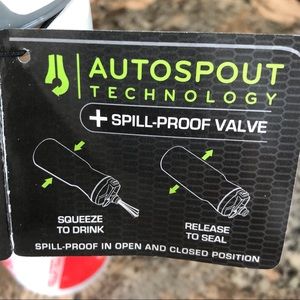 AUTOSPOUT
TECHNOLOGY
+ SPILL-PROOF VALVE
SQUEEZE
TO DRINK
RELEASE
TO SEAL
SPILL-PROOF IN OPEN AND CLOSED POSITION